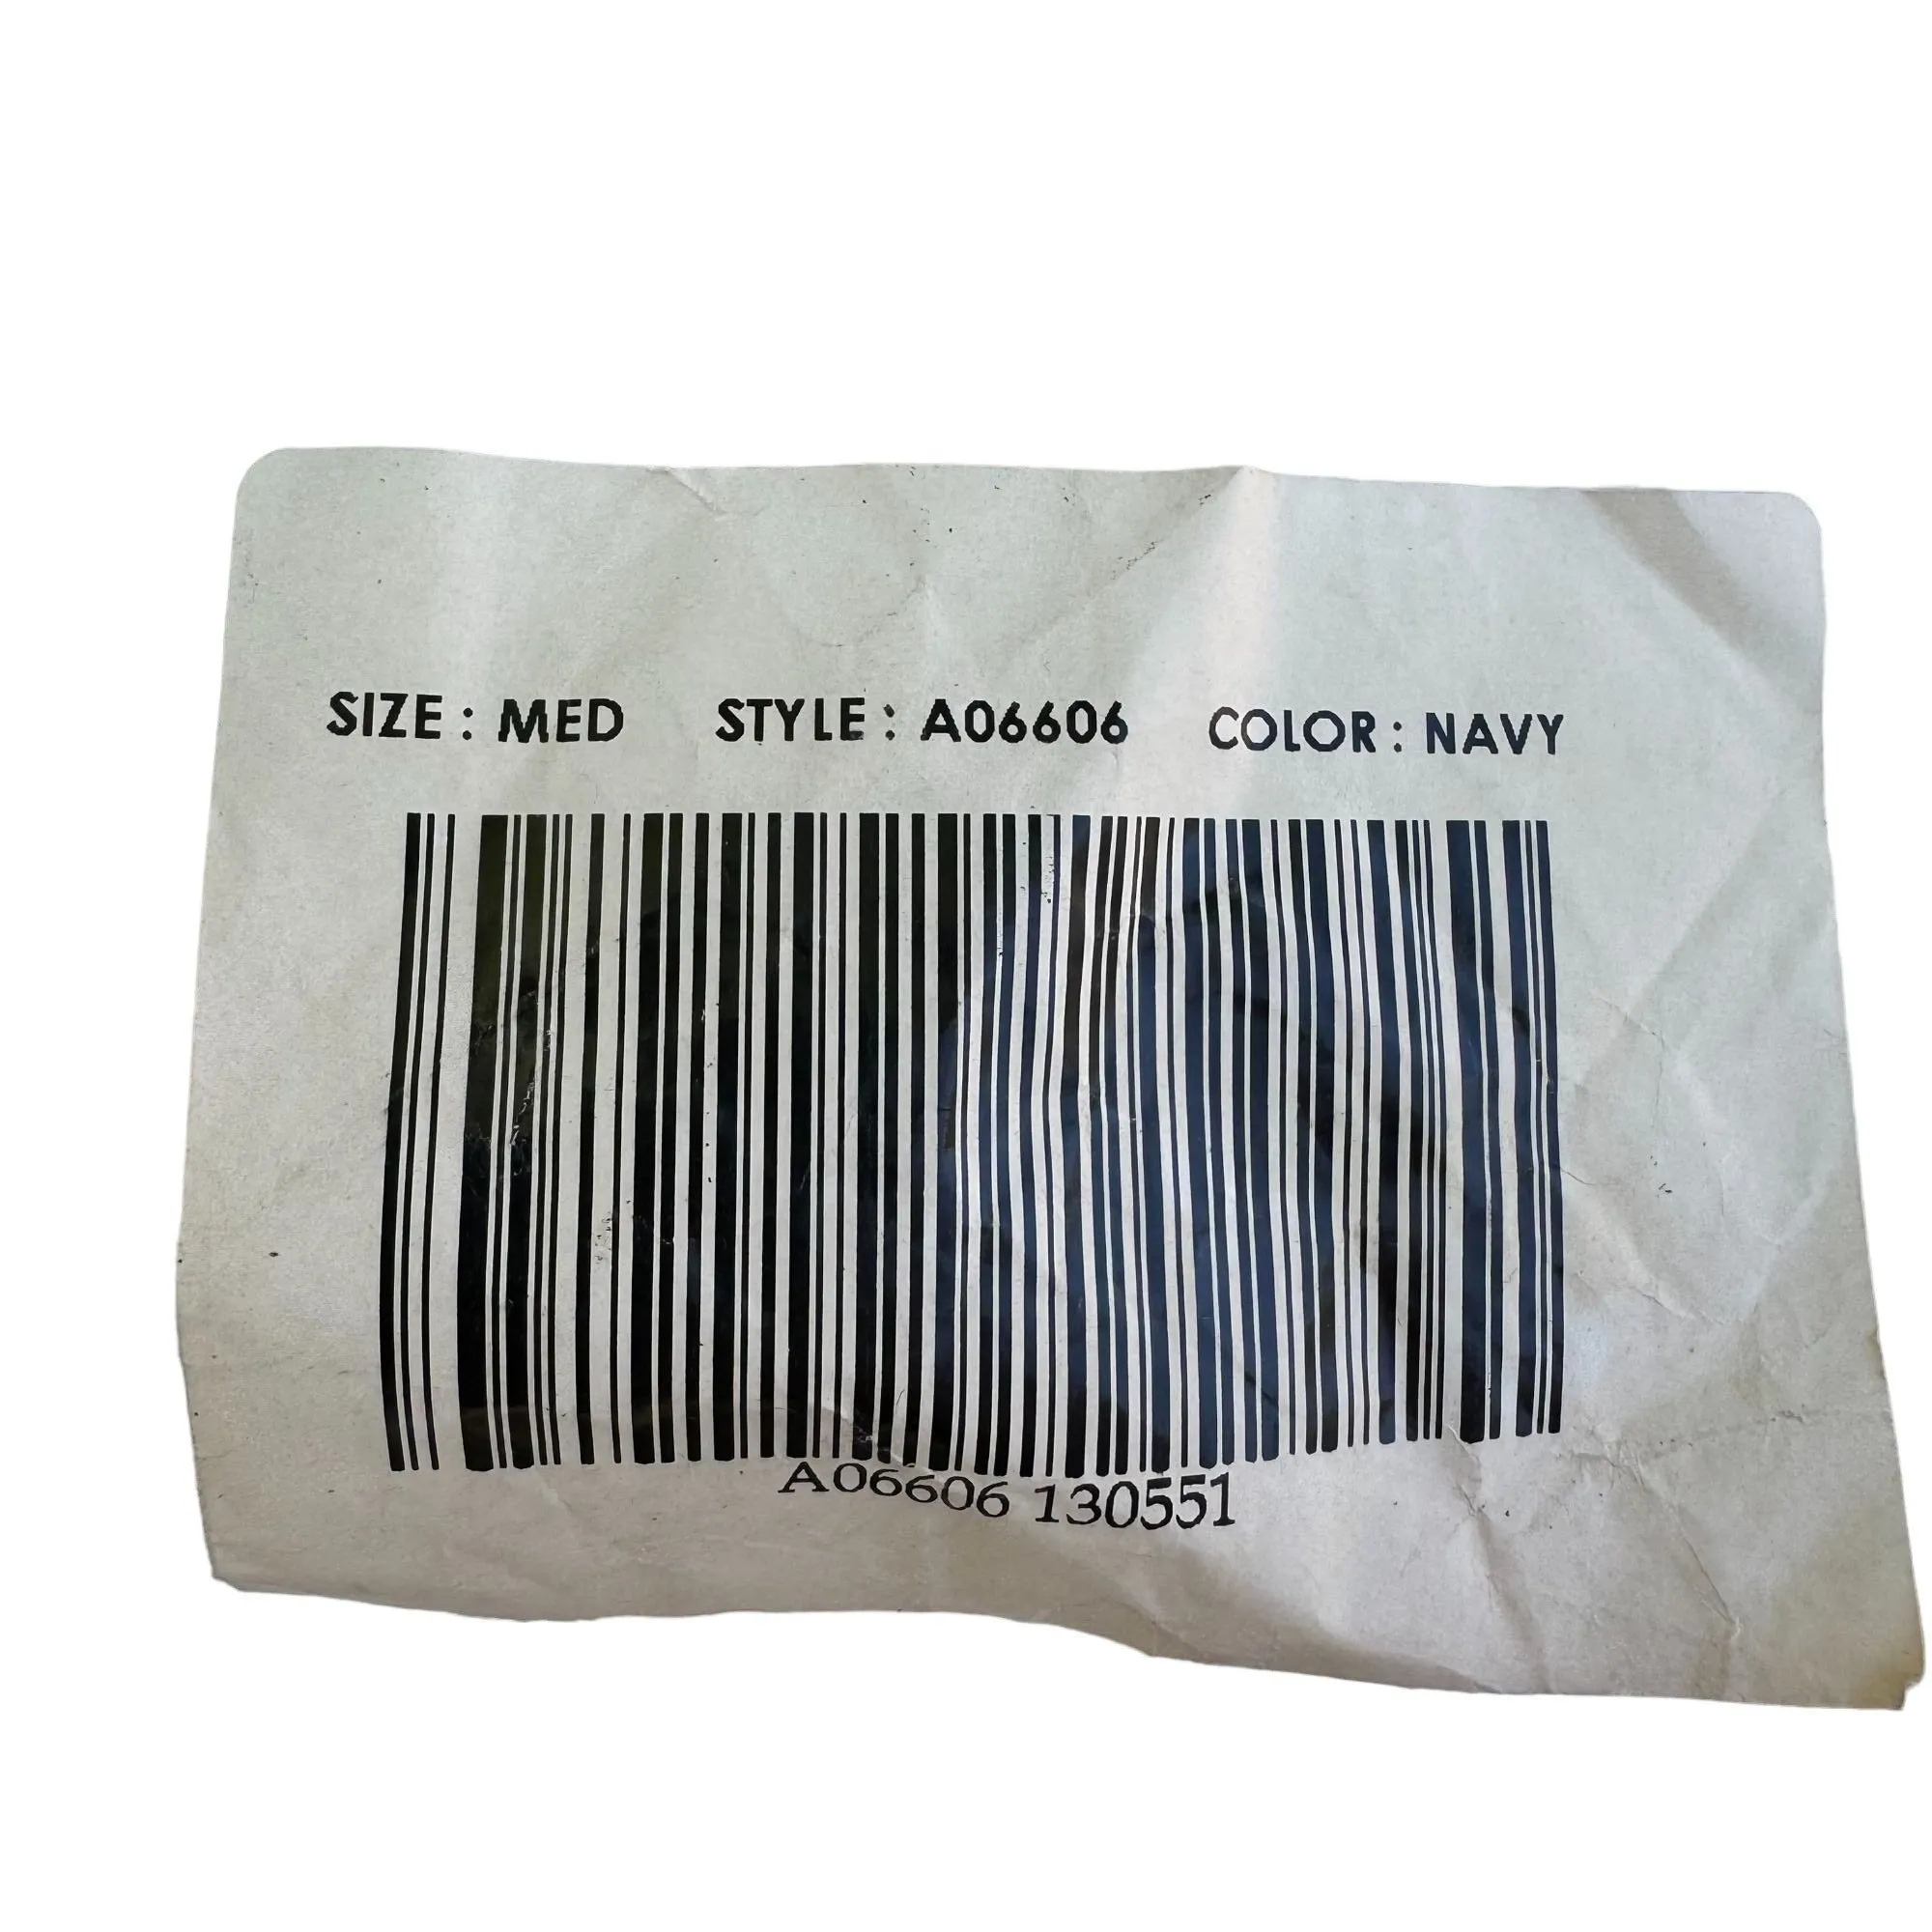 SIZE : MED STYLE : A06606 COLOR : NAVY
A06606 130551